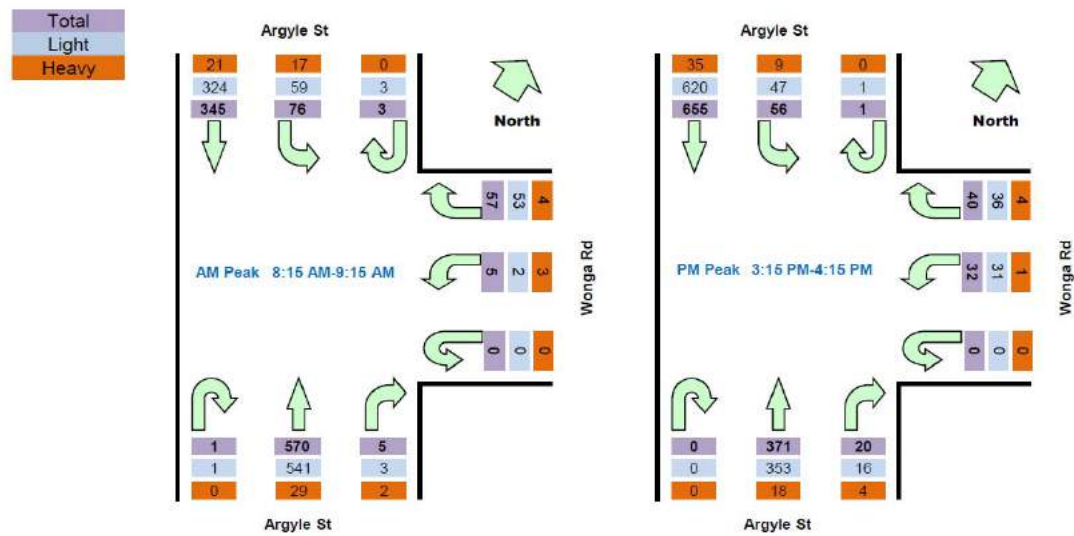 Total
Light
Heavy
Argyle St
21 17 0
324 59 3
345 76 3
North
57 53 4
AM Peak 8:15 AM-9:15 AM
5 2 3
Wonga Rd
0 0 0
1 570 5
1 541 3
0 29 2
Argyle St
Argyle St
35 9 0
620 47 1
655 56 1
North
40 36 4
PM Peak 3:15 PM-4:15 PM
32 31 1
Wonga Rd
0 0 0
0 371 20
0 353 16
0 18 4
Argyle St